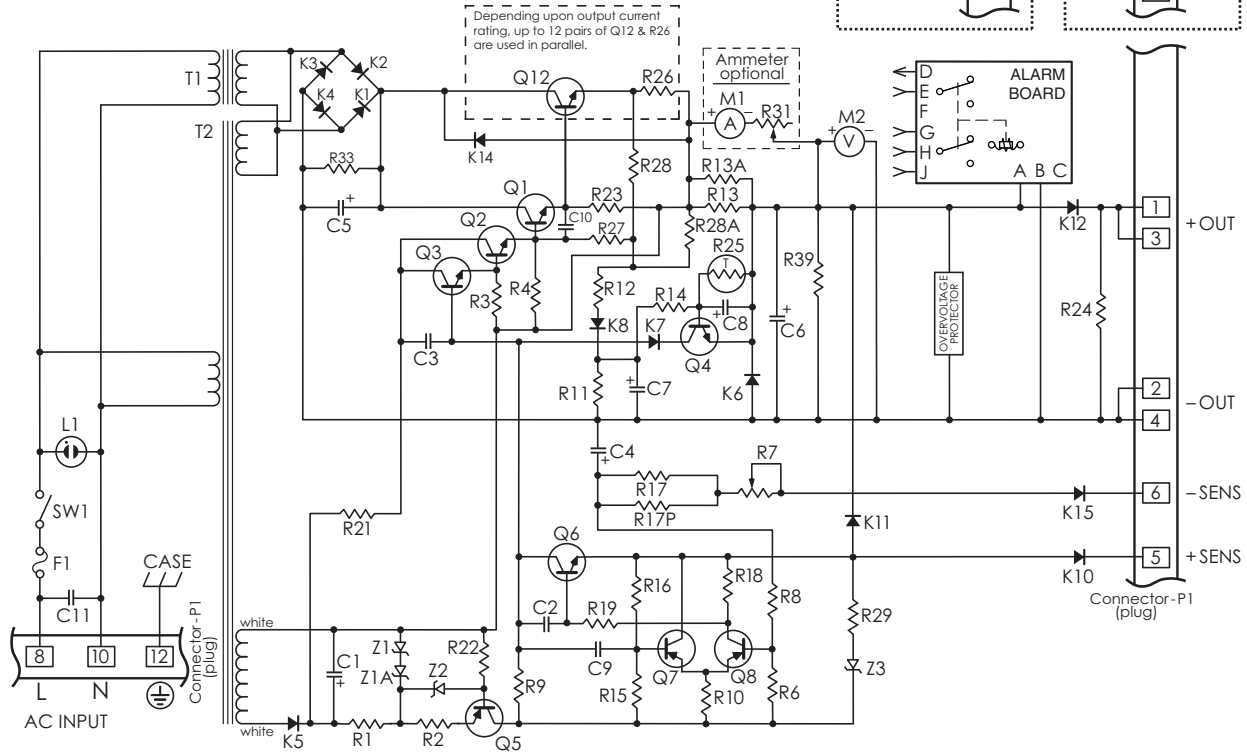 Depending upon output current
rating, up to 12 pairs of Q12 & R26
are used in parallel.
Ammeter
optional
T1
K3
K2
K4
K1
Q12
R26
M1
+
A
−
R31
M2
+
V
−
D
E
F
G
H
J
ALARM
BOARD
A B C
T2
R33
K14
R28
R13A
R13
C5
+
Q1
R23
C10
R27
R28A
K12
1
+OUT
3
Q2
Q3
R3
R4
R12
R14
R25
T
R39
OVERVOLTAGE
PROTECTOR
R24
K8
K7
C8
+
C6
+
C3
Q4
R11
C7
+
K6
2
−OUT
4
L1
C4
+
R7
R17
R17P
K15
6
−SENS
SW1
R21
K11
F1
CASE
Q6
K10
5
+SENS
R16
R18
R8
R29
Connector-P1
(plug)
C11
C2
R19
8
10
12
L
N
AC INPUT
Connector-P1
(plug)
white
C1
+
Z1
Z1A
R22
Z2
C9
Q7
Q8
Z3
R9
R15
R10
R6
white
K5
R1
R2
Q5